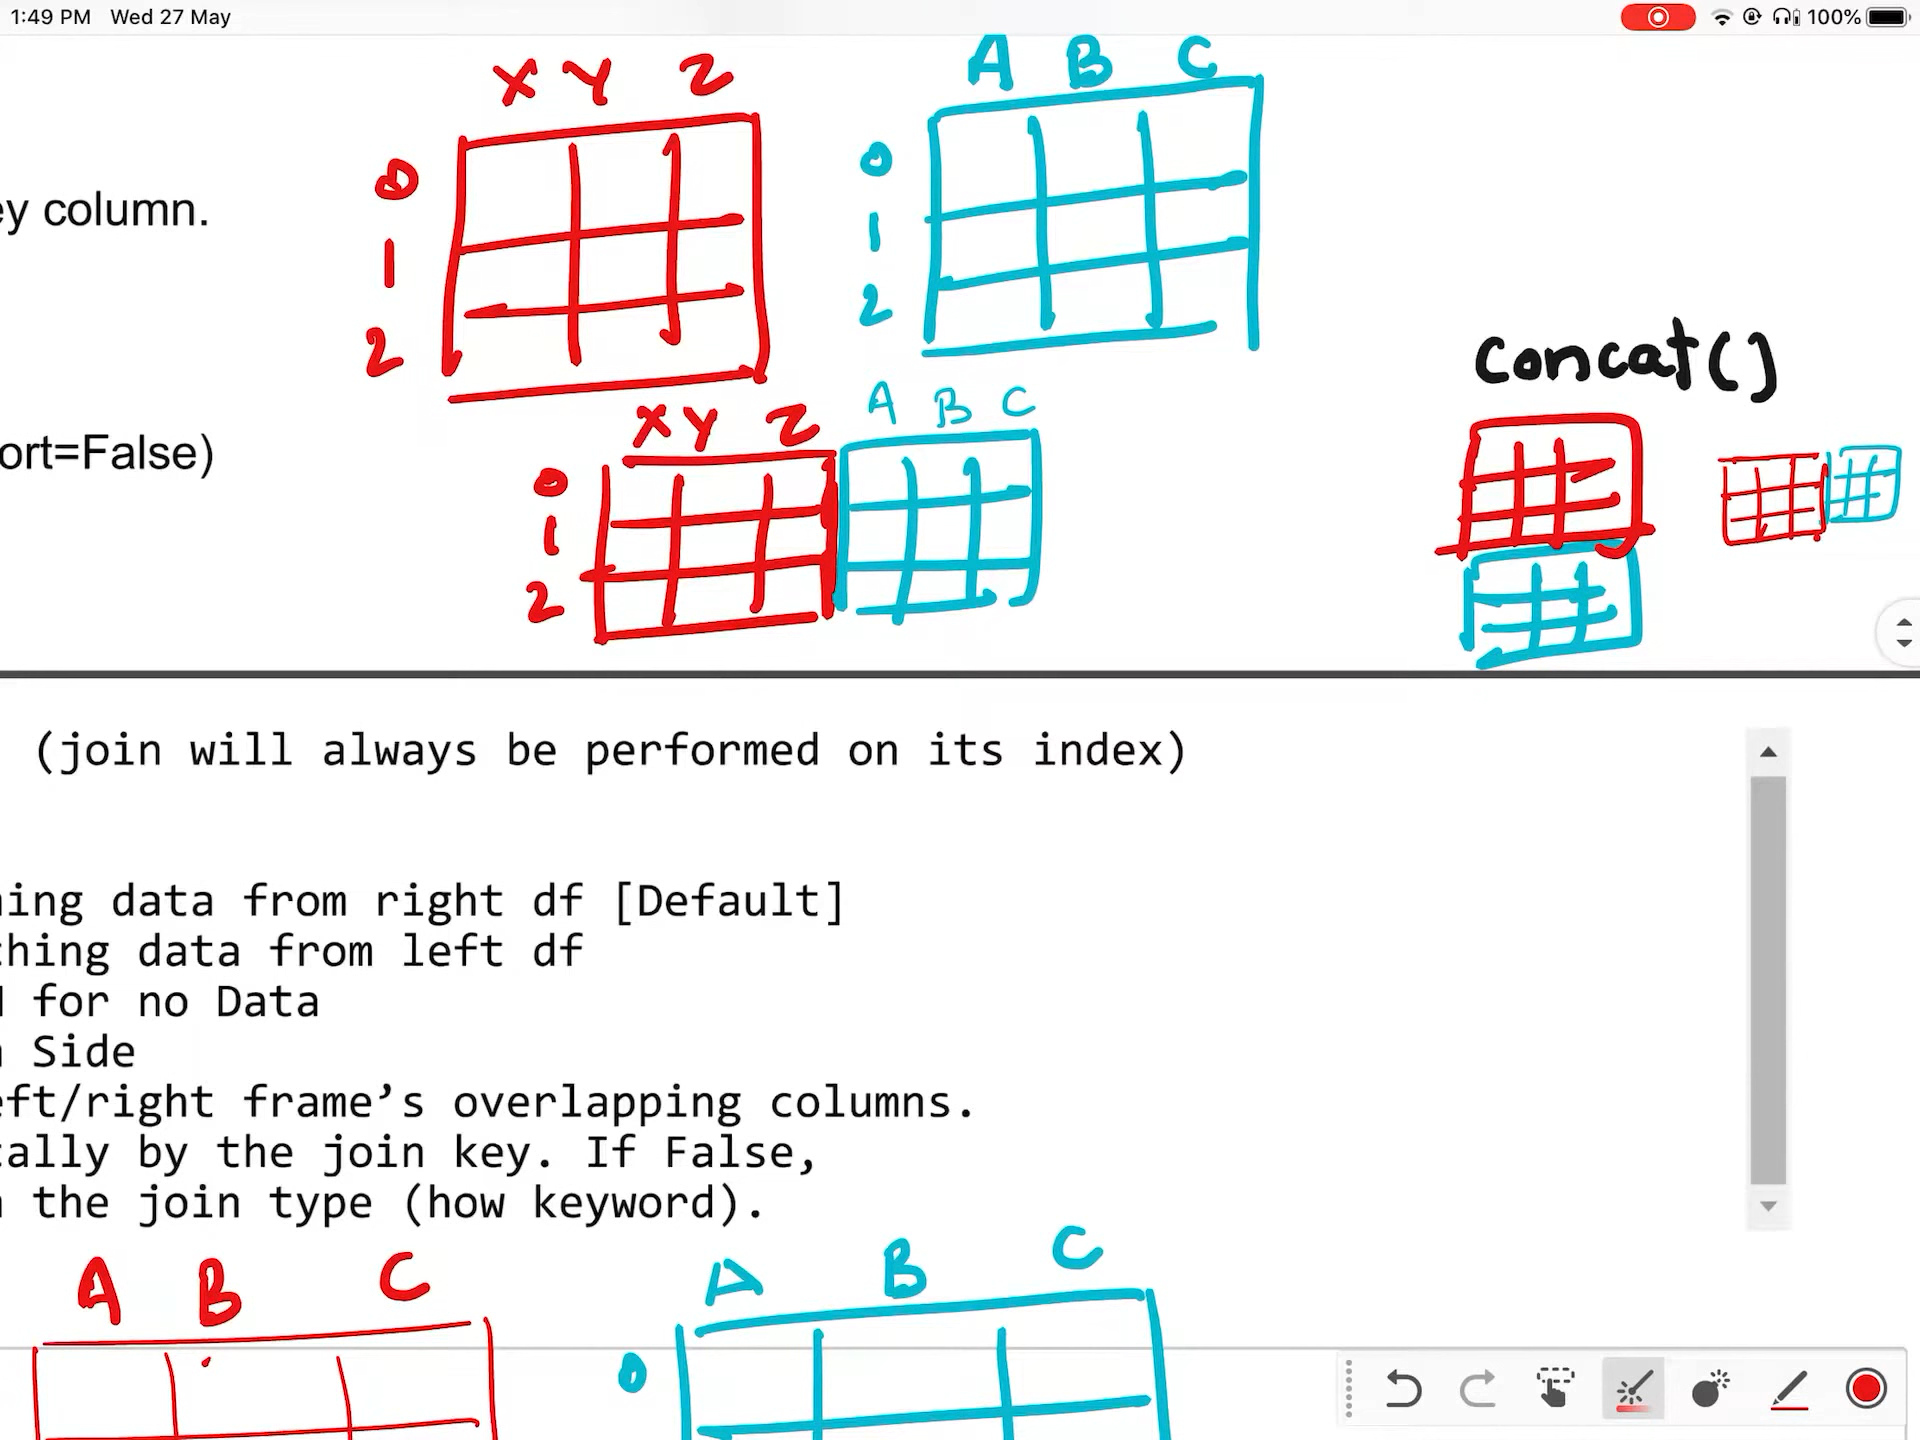 1:49 PM Wed 27 May 100%
X Y Z
A B C
0
1
2
0
1
2
ey column.
concat()
X Y Z A B C
ort=False)
0
1
2
(join will always be performed on its index)
hing data from right df [Default]
ching data from left df
for no Data
Side
eft/right frame’s overlapping columns.
cally by the join key. If False,
the join type (how keyword).
A B C
A B C
0